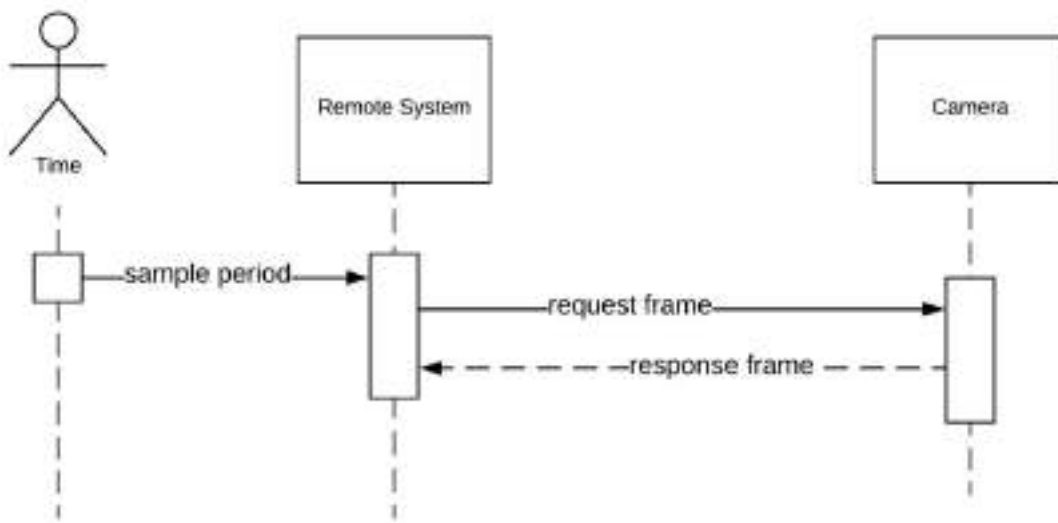 Remote System
Camera
Time
sample period
request frame
response frame